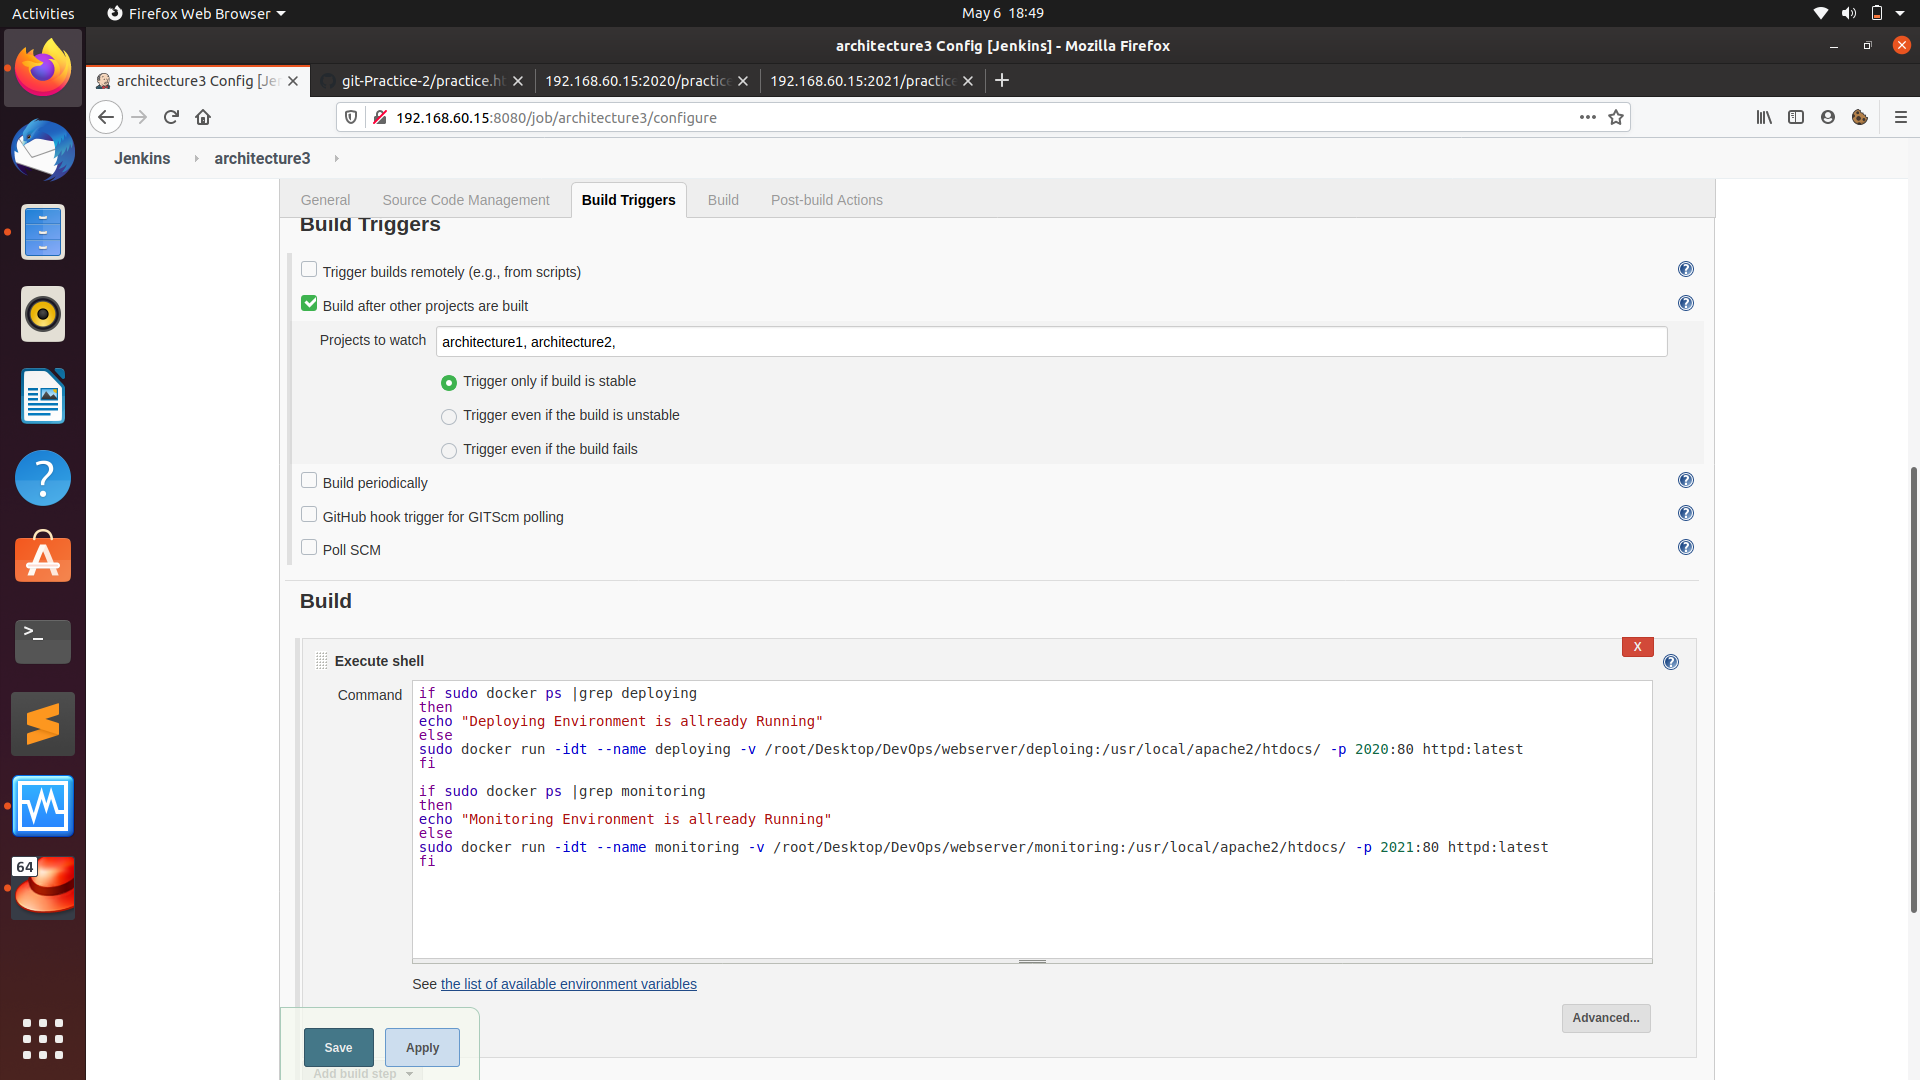 Activities
Firefox Web Browser
May 6 18:49
architecture3 Config [Jenkins] - Mozilla Firefox
architecture3 Config [Je
git-Practice-2/practice.h
192.168.60.15:2020/practic
192.168.60.15:2021/practic
192.168.60.15:8080/job/architecture3/configure
Jenkins
architecture3
General
Source Code Management
Build Triggers
Build
Post-build Actions
Build Triggers
Trigger builds remotely (e.g., from scripts)
Build after other projects are built
Projects to watch
architecture1, architecture2,
Trigger only if build is stable
Trigger even if the build is unstable
Trigger even if the build fails
Build periodically
GitHub hook trigger for GITScm polling
Poll SCM
Build
X
Execute shell
Command
if sudo docker ps |grep deploying
then
echo "Deploying Environment is allready Running"
else
sudo docker run -idt --name deploying -v /root/Desktop/DevOps/webserver/deploing:/usr/local/apache2/htdocs/ -p 2020:80 httpd:latest
fi
if sudo docker ps |grep monitoring
then
echo "Monitoring Environment is allready Running"
else
sudo docker run -idt --name monitoring -v /root/Desktop/DevOps/webserver/monitoring:/usr/local/apache2/htdocs/ -p 2021:80 httpd:latest
fi
64
See the list of available environment variables
Advanced...
Save
Apply
Add build step